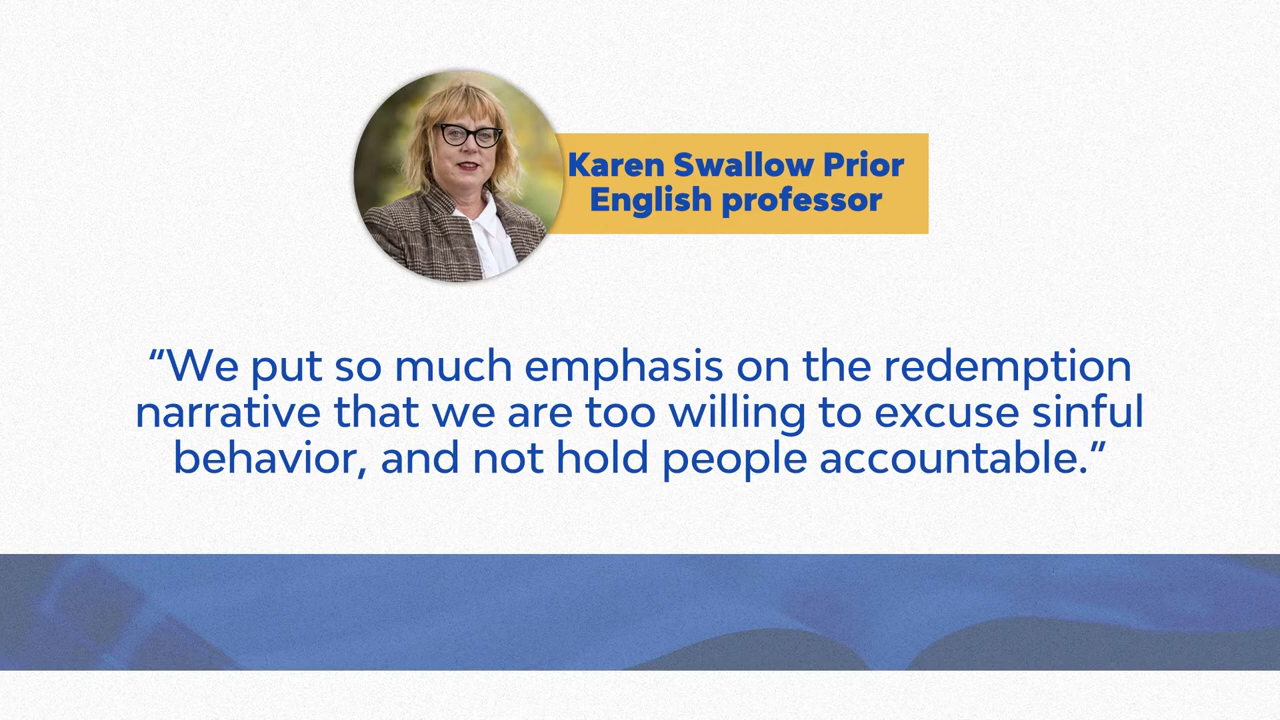 Karen Swallow Prior
English professor
“We put so much emphasis on the redemption
narrative that we are too willing to excuse sinful
behavior, and not hold people accountable.”